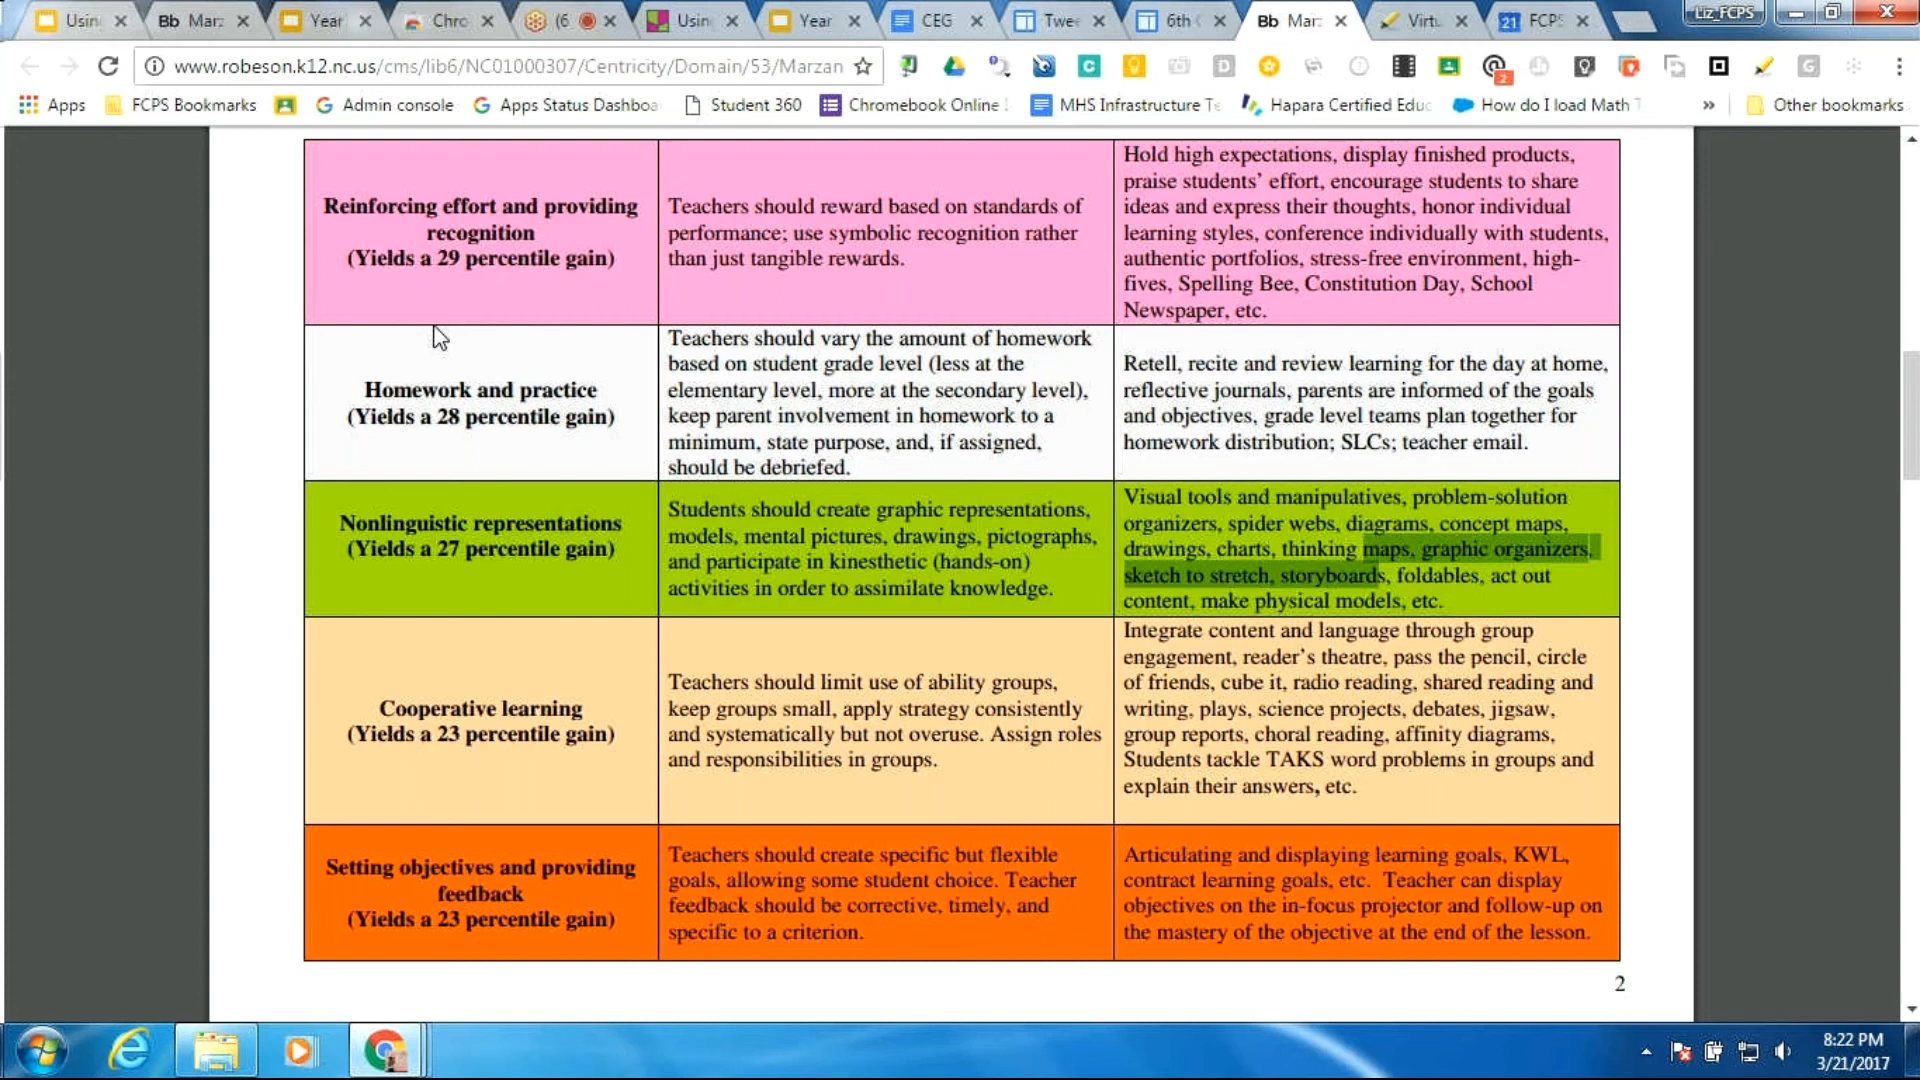 Usin
Bb Marz
Year
Chro
(6
Usin
Year
CEG
Twe
6th
Bb Mar
Virtu
21 FCPS
Liz_FCPS
www.robeson.k12.nc.us/cms/lib6/NC01000307/Centricity/Domain/53/Marzan
2
Apps
FCPS Bookmarks
Admin console
Apps Status Dashboa
Student 360
Chromebook Online
MHS Infrastructure Te
Hapara Certified Educ
How do I load Math
»
Other bookmarks
Reinforcing effort and providing
recognition
(Yields a 29 percentile gain)
Teachers should reward based on standards of
performance; use symbolic recognition rather
than just tangible rewards.
Hold high expectations, display finished products,
praise students’ effort, encourage students to share
ideas and express their thoughts, honor individual
learning styles, conference individually with students,
authentic portfolios, stress-free environment, high-
fives, Spelling Bee, Constitution Day, School
Newspaper, etc.
Homework and practice
(Yields a 28 percentile gain)
Teachers should vary the amount of homework
based on student grade level (less at the
elementary level, more at the secondary level),
keep parent involvement in homework to a
minimum, state purpose, and, if assigned,
should be debriefed.
Retell, recite and review learning for the day at home,
reflective journals, parents are informed of the goals
and objectives, grade level teams plan together for
homework distribution; SLCs; teacher email.
Nonlinguistic representations
(Yields a 27 percentile gain)
Students should create graphic representations,
models, mental pictures, drawings, pictographs,
and participate in kinesthetic (hands-on)
activities in order to assimilate knowledge.
Visual tools and manipulatives, problem-solution
organizers, spider webs, diagrams, concept maps,
drawings, charts, thinking maps, graphic organizers,
sketch to stretch, storyboards, foldables, act out
content, make physical models, etc.
Cooperative learning
(Yields a 23 percentile gain)
Teachers should limit use of ability groups,
keep groups small, apply strategy consistently
and systematically but not overuse. Assign roles
and responsibilities in groups.
Integrate content and language through group
engagement, reader’s theatre, pass the pencil, circle
of friends, cube it, radio reading, shared reading and
writing, plays, science projects, debates, jigsaw,
group reports, choral reading, affinity diagrams,
Students tackle TAKS word problems in groups and
explain their answers, etc.
Setting objectives and providing
feedback
(Yields a 23 percentile gain)
Teachers should create specific but flexible
goals, allowing some student choice. Teacher
feedback should be corrective, timely, and
specific to a criterion.
Articulating and displaying learning goals, KWL,
contract learning goals, etc. Teacher can display
objectives on the in-focus projector and follow-up on
the mastery of the objective at the end of the lesson.
2
8:22 PM
3/21/2017